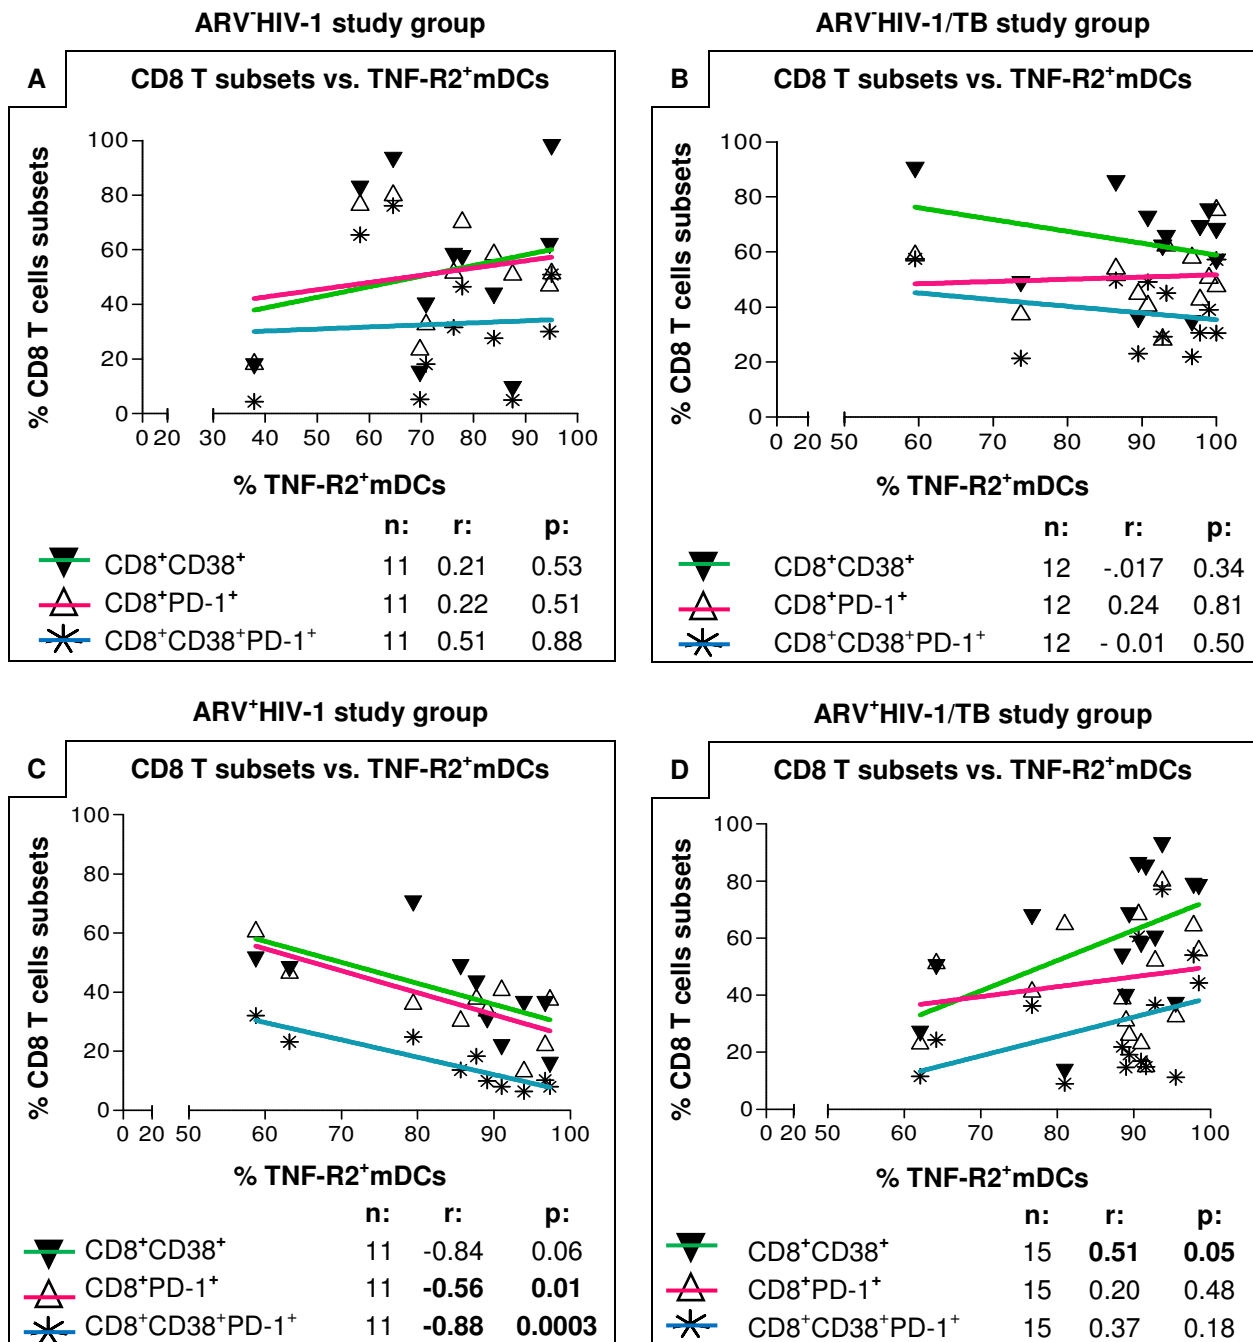 ARV⁻HIV-1 study group
A
CD8 T subsets vs. TNF-R2⁺mDCs
% CD8 T cells subsets
100
80
60
40
20
0
0 20 30 40 50 60 70 80 90 100
% TNF-R2⁺mDCs
n: r: p:
CD8⁺CD38⁺ 11 0.21 0.53
CD8⁺PD-1⁺ 11 0.22 0.51
CD8⁺CD38⁺PD-1⁺ 11 0.51 0.88
ARV⁻HIV-1/TB study group
B
CD8 T subsets vs. TNF-R2⁺mDCs
% CD8 T cells subsets
100
80
60
40
20
0
0 20 50 60 70 80 90 100
% TNF-R2⁺mDCs
n: r: p:
CD8⁺CD38⁺ 12 -.017 0.34
CD8⁺PD-1⁺ 12 0.24 0.81
CD8⁺CD38⁺PD-1⁺ 12 - 0.01 0.50
ARV⁺HIV-1 study group
C
CD8 T subsets vs. TNF-R2⁺mDCs
% CD8 T cells subsets
100
80
60
40
20
0
0 20 50 60 70 80 90 100
% TNF-R2⁺mDCs
n: r: p:
CD8⁺CD38⁺ 11 -0.84 0.06
CD8⁺PD-1⁺ 11 -0.56 0.01
CD8⁺CD38⁺PD-1⁺ 11 -0.88 0.0003
ARV⁺HIV-1/TB study group
D
CD8 T subsets vs. TNF-R2⁺mDCs
% CD8 T cells subsets
100
80
60
40
20
0
0 20 50 60 70 80 90 100
% TNF-R2⁺mDCs
n: r: p:
CD8⁺CD38⁺ 15 0.51 0.05
CD8⁺PD-1⁺ 15 0.20 0.48
CD8⁺CD38⁺PD-1⁺ 15 0.37 0.18